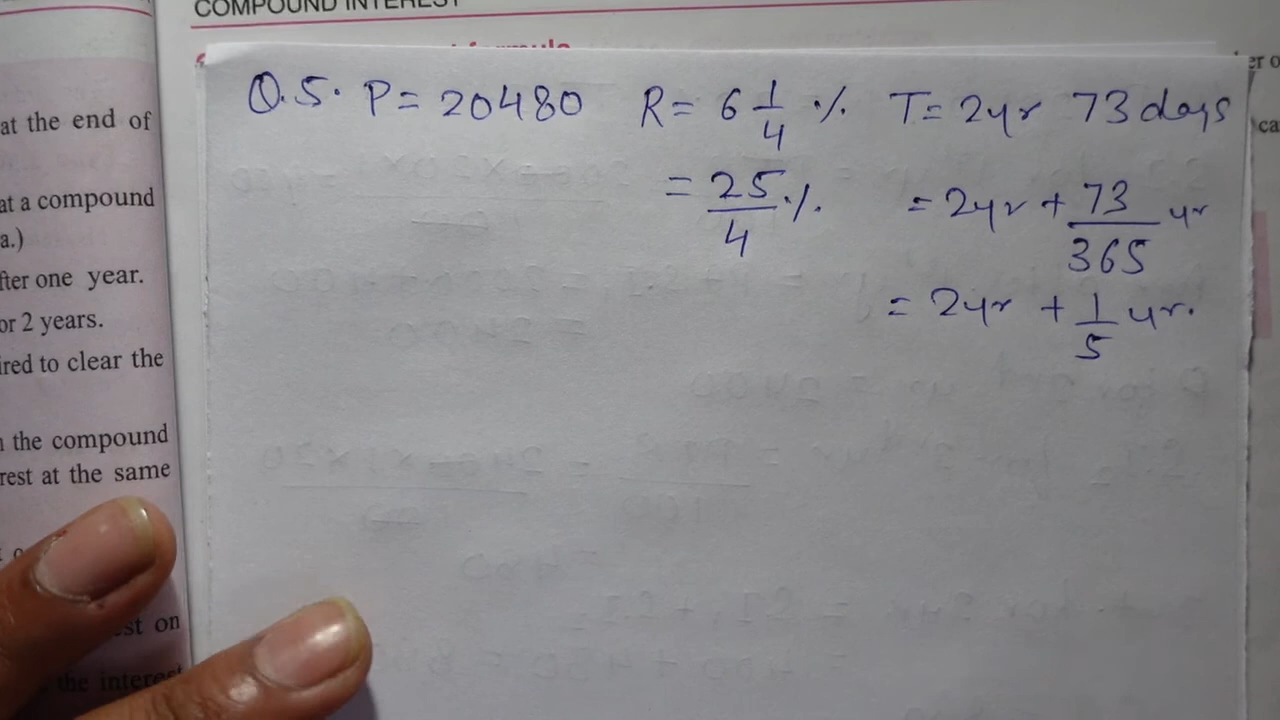 COMPOUND INTEREST
formula
at the end of
at a compound
a.)
fter one year.
or 2 years.
ired to clear the
the compound
rest at the same
st on
the interest
er o
ca
Q.5. P= 20480 R= 6 1/4 % T= 2yr 73 days
= 25/4 % = 2yr + 73/365 yr
= 2yr + 1/5 yr.